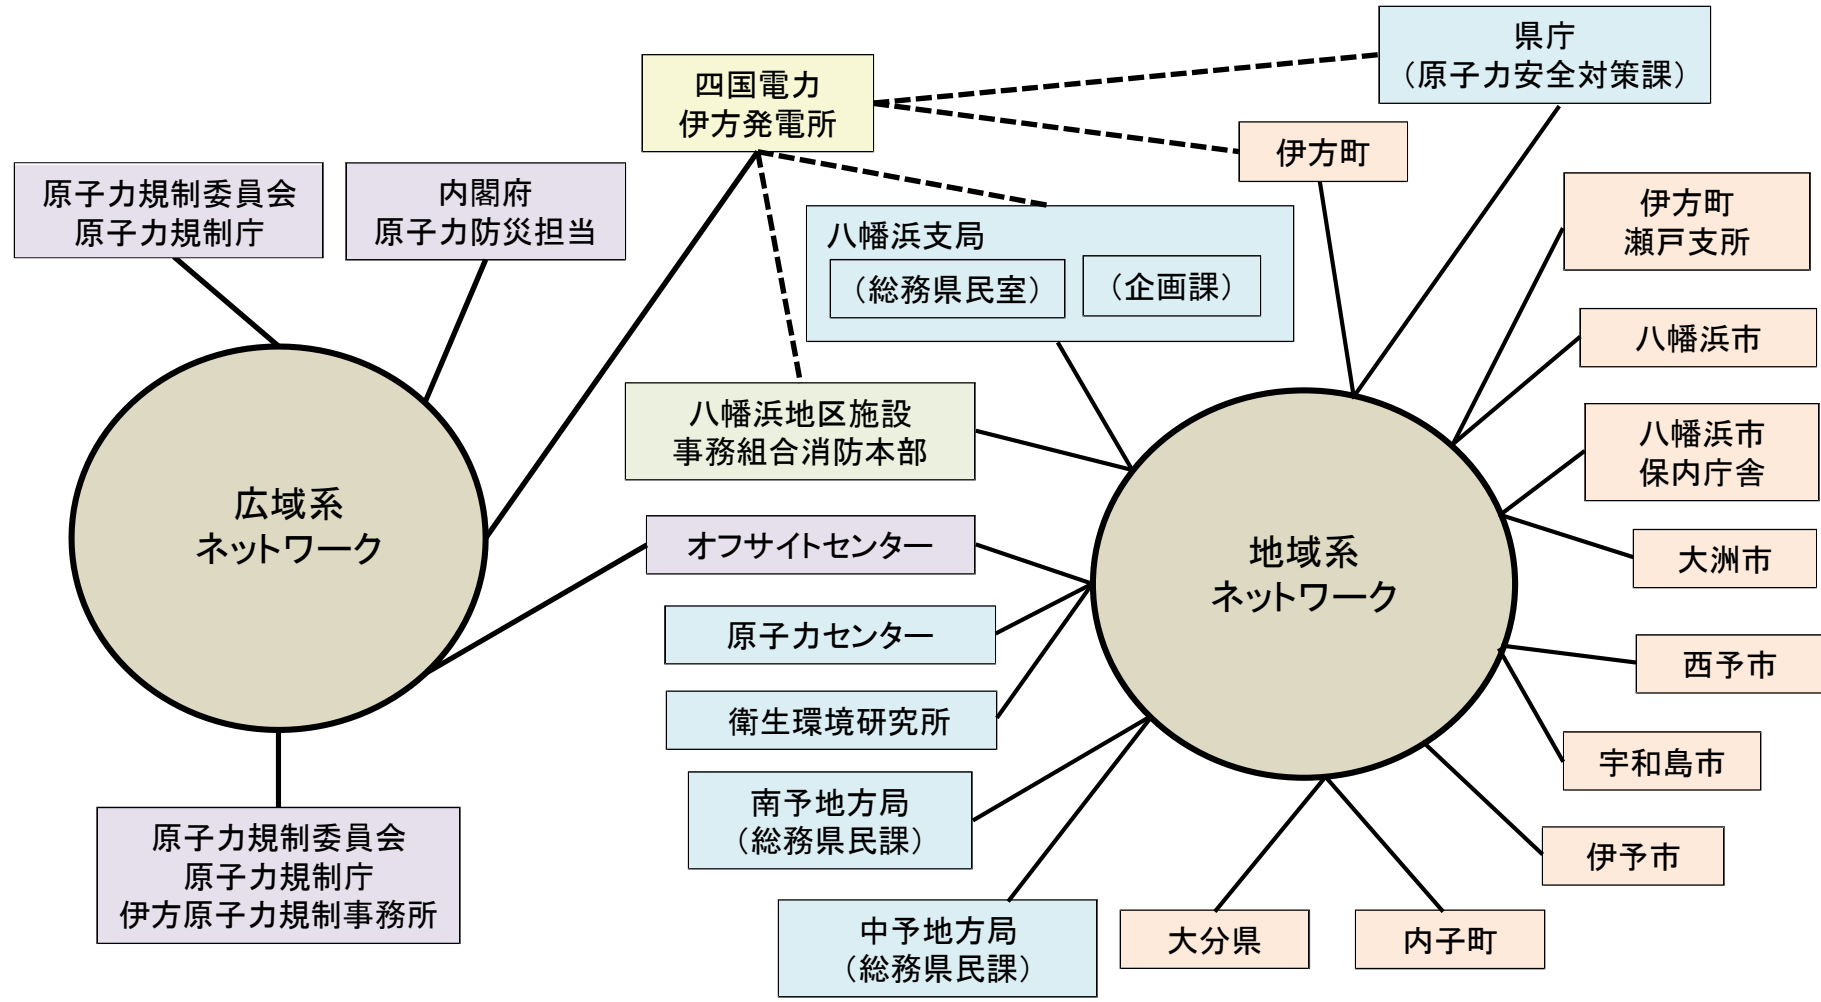 県庁
（原子力安全対策課）
四国電力
伊方発電所
伊方町
原子力規制委員会
原子力規制庁
内閣府
原子力防災担当
伊方町
瀬戸支所
八幡浜支局
（総務県民室）
（企画課）
八幡浜市
八幡浜地区施設
事務組合消防本部
八幡浜市
保内庁舎
広域系
ネットワーク
オフサイトセンター
地域系
ネットワーク
大洲市
原子力センター
西予市
衛生環境研究所
宇和島市
南予地方局
（総務県民課）
原子力規制委員会
原子力規制庁
伊方原子力規制事務所
伊予市
中予地方局
（総務県民課）
大分県
内子町